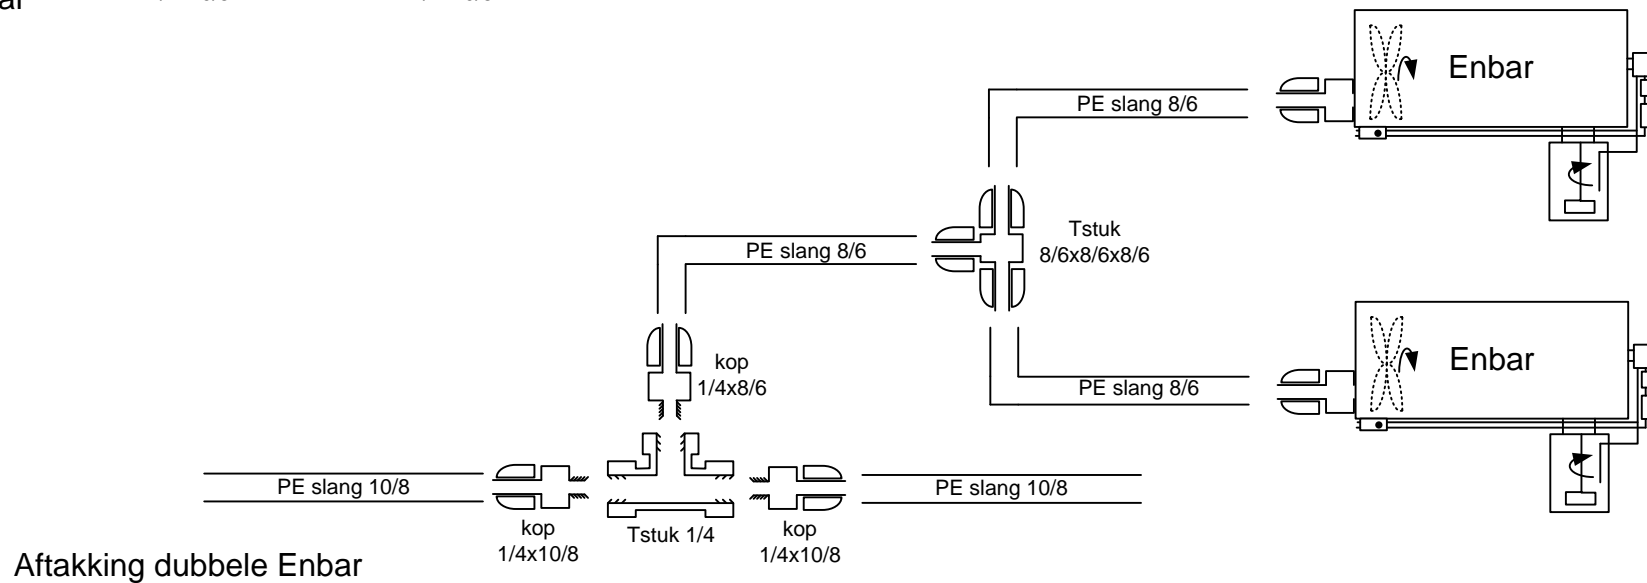 Enbar
PE slang 8/6
Tstuk
8/6x8/6x8/6
PE slang 8/6
kop
1/4x8/6
Enbar
PE slang 8/6
PE slang 10/8
PE slang 10/8
kop
1/4x10/8
Tstuk 1/4
kop
1/4x10/8
Aftakking dubbele Enbar